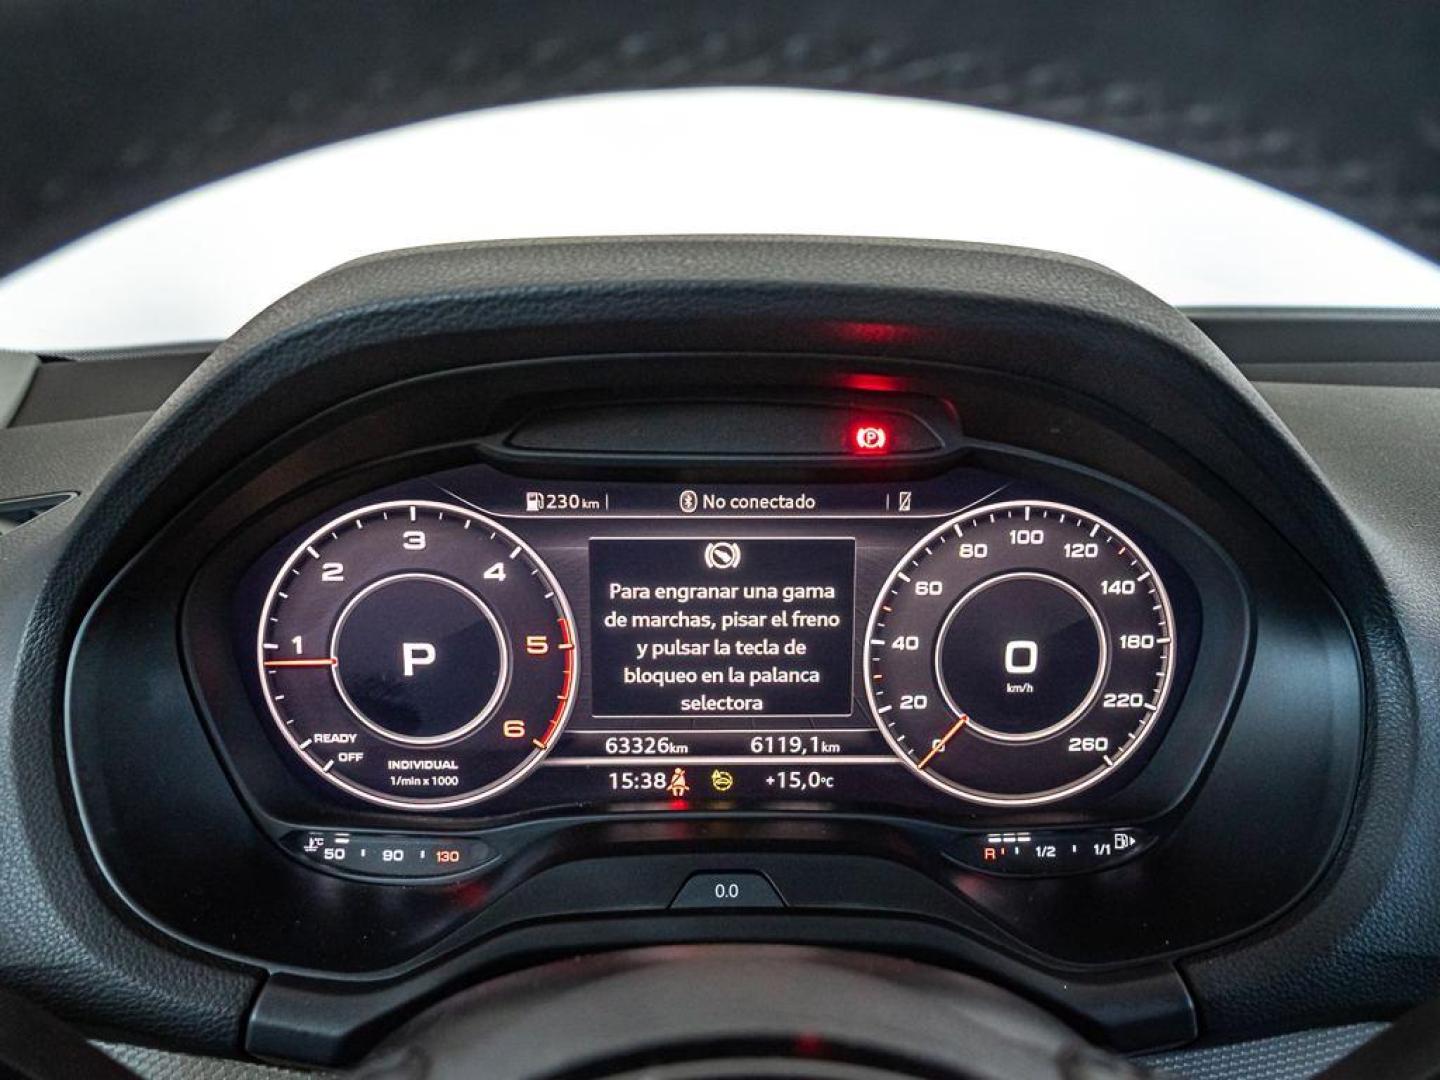 P
230 km
No conectado
1
2
3
4
5
6
READY
OFF
P
INDIVIDUAL
1/min x 1000
Para engranar una gama
de marchas, pisar el freno
y pulsar la tecla de
bloqueo en la palanca
selectora
0
20
40
60
80
100
120
140
180
220
260
0
km/h
63326km
6119,1km
15:38
+15,0°C
°C
50
90
130
R
1/2
1/1
0.0